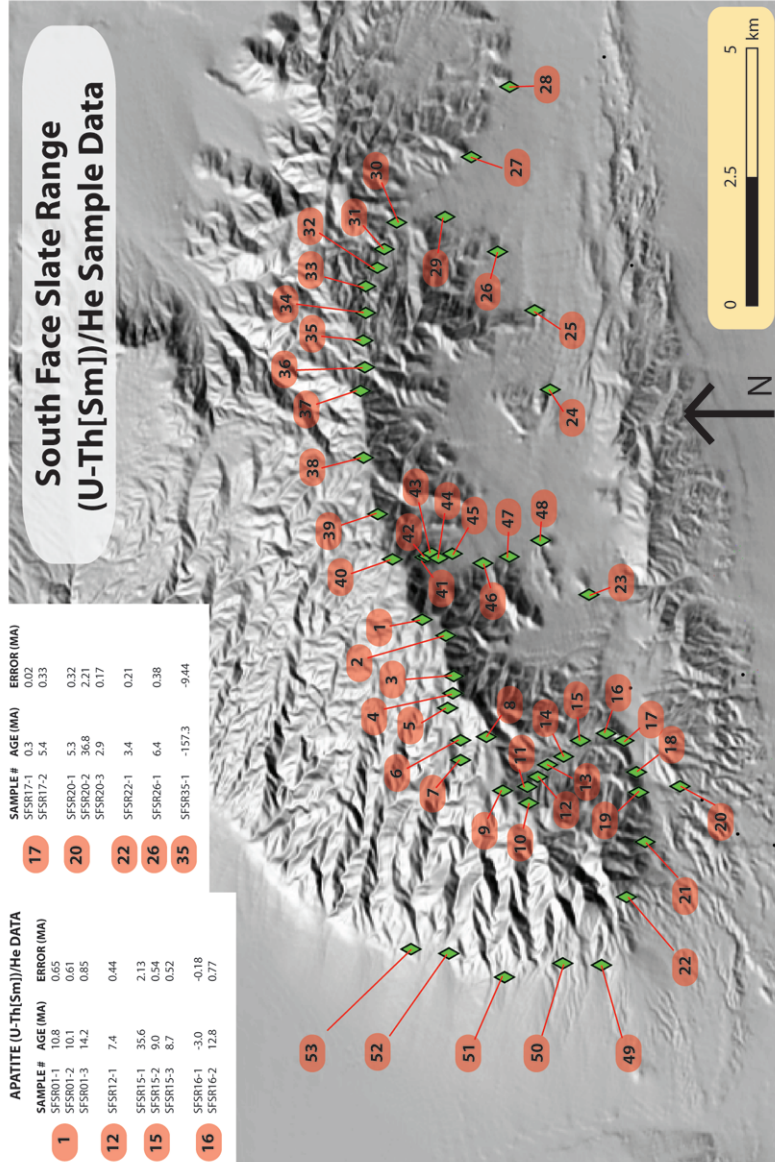 South Face Slate Range
(U-Th[Sm])/He Sample Data
APATITE (U-Th[Sm])/He DATA
SAMPLE # AGE (MA) ERROR (MA)
1
SFSR01-1 10.8 0.65
SFSR01-2 10.1 0.61
SFSR01-3 14.2 0.85
12
SFSR12-1 7.4 0.44
15
SFSR15-1 35.6 2.13
SFSR15-2 9.0 0.54
SFSR15-3 8.7 0.52
16
SFSR16-1 -3.0 -0.18
SFSR16-2 12.8 0.77
SAMPLE # AGE (MA) ERROR (MA)
17
SFSR17-1 0.3 0.02
SFSR17-2 5.4 0.33
20
SFSR20-1 5.3 0.32
SFSR20-2 36.8 2.21
SFSR20-3 2.9 0.17
22
SFSR22-1 3.4 0.21
26
SFSR26-1 6.4 0.38
35
SFSR35-1 -157.3 -9.44
53
52
51
50
49
7
6
5
4
3
2
1
40
39
38
37
36
35
34
33
32
31
30
9
10
11
8
12
13
14
15
16
17
18
19
20
21
22
42
43
44
45
41
46
47
48
23
24
25
26
29
27
28
N
0 2.5 5
km